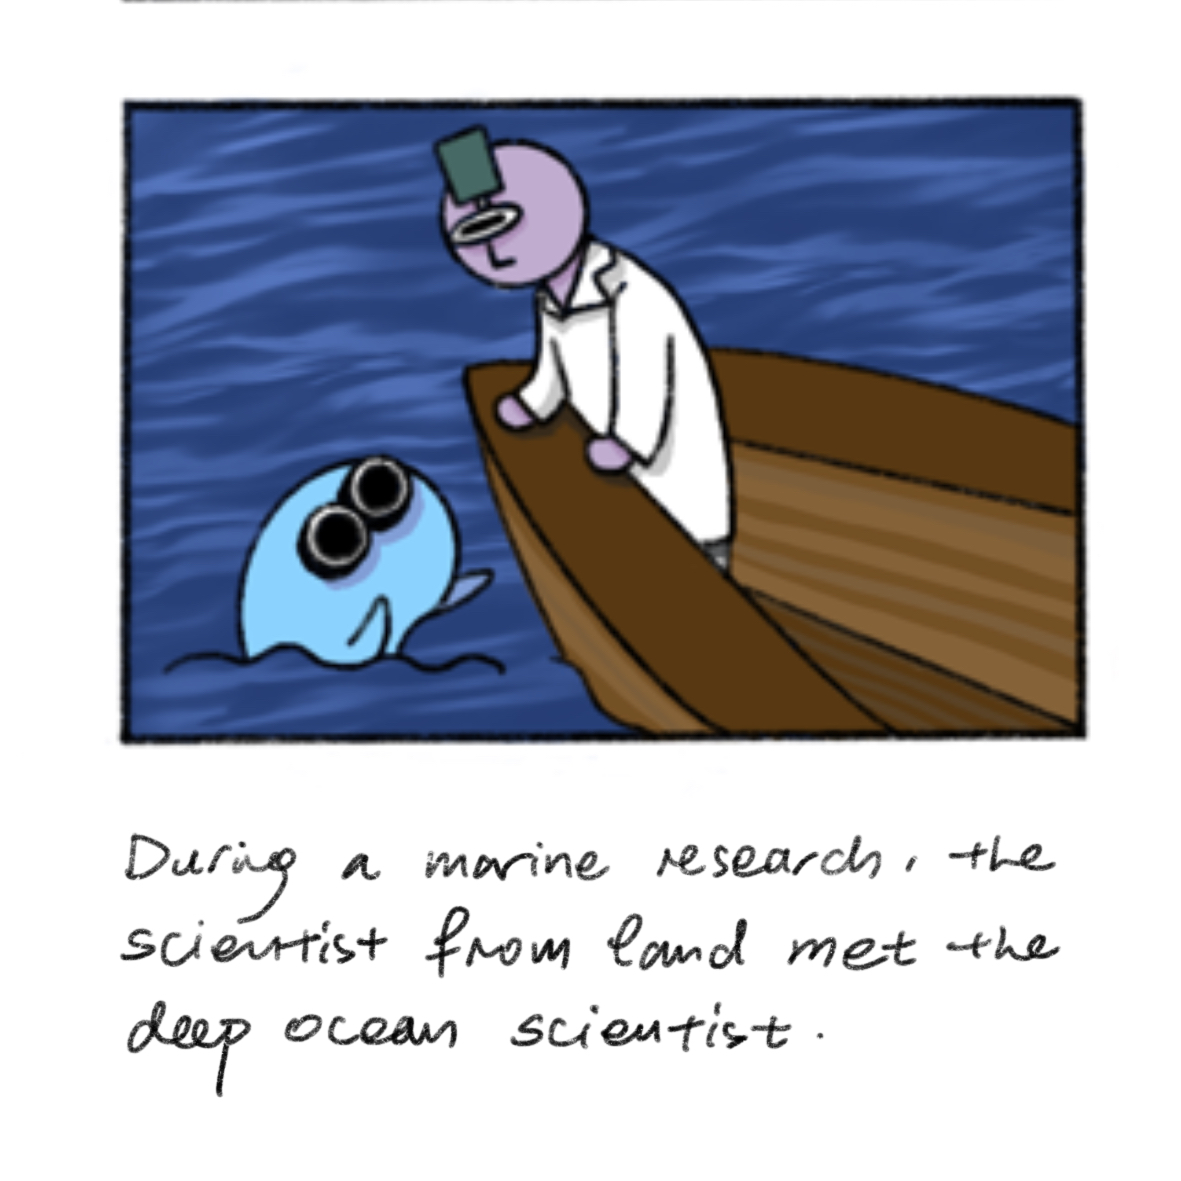 During a marine research, the
scientist from land met the
deep ocean scientist.